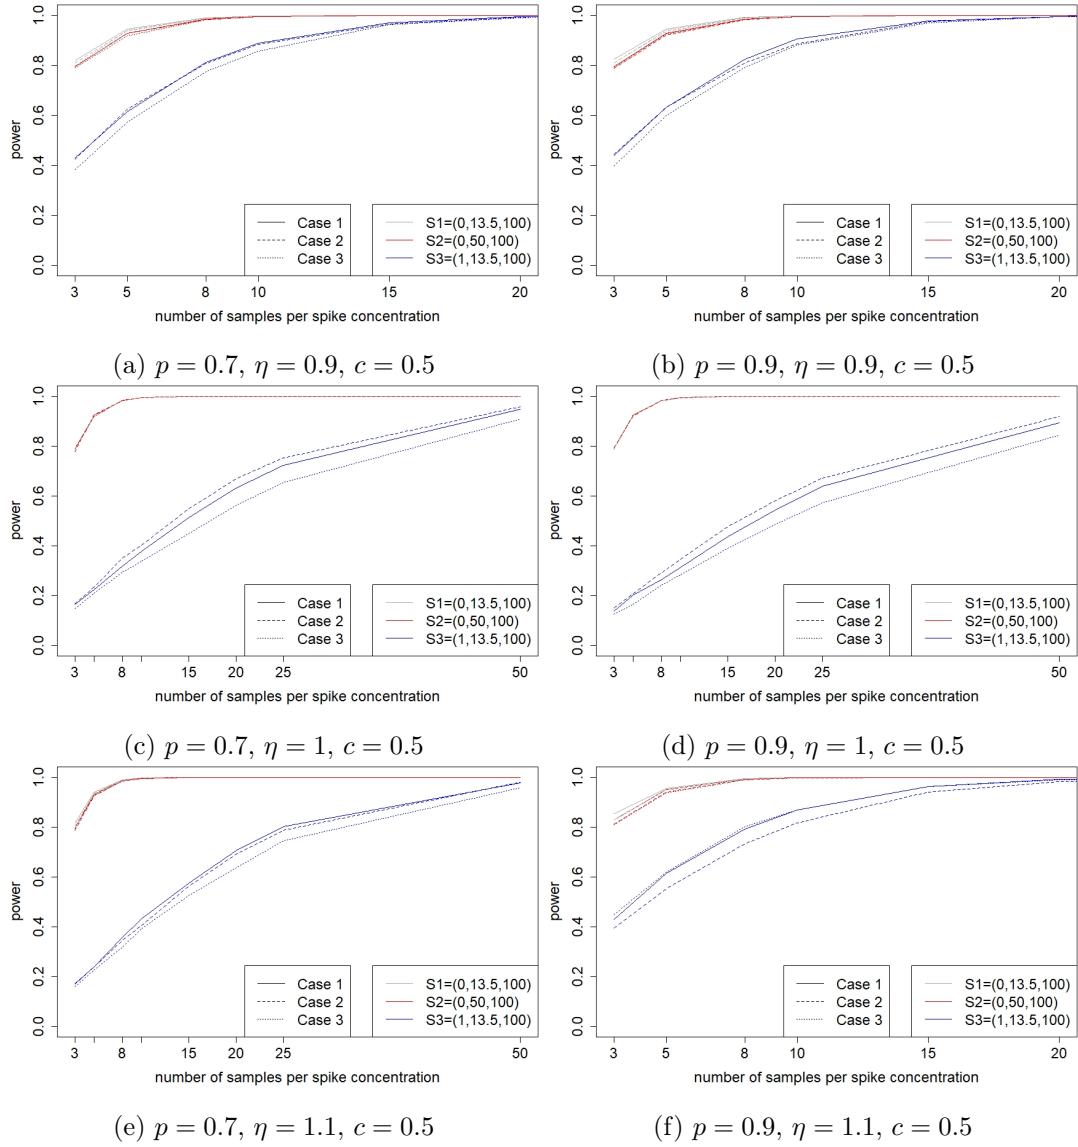 power
0.0 0.2 0.4 0.6 0.8 1.0
Case 1
Case 2
Case 3
S1=(0,13.5,100)
S2=(0,50,100)
S3=(1,13.5,100)
3 5 8 10 15 20
number of samples per spike concentration
(a) p = 0.7, η = 0.9, c = 0.5
power
0.0 0.2 0.4 0.6 0.8 1.0
Case 1
Case 2
Case 3
S1=(0,13.5,100)
S2=(0,50,100)
S3=(1,13.5,100)
3 5 8 10 15 20
number of samples per spike concentration
(b) p = 0.9, η = 0.9, c = 0.5
power
0.0 0.2 0.4 0.6 0.8 1.0
Case 1
Case 2
Case 3
S1=(0,13.5,100)
S2=(0,50,100)
S3=(1,13.5,100)
3 8 15 20 25 50
number of samples per spike concentration
(c) p = 0.7, η = 1, c = 0.5
power
0.0 0.2 0.4 0.6 0.8 1.0
Case 1
Case 2
Case 3
S1=(0,13.5,100)
S2=(0,50,100)
S3=(1,13.5,100)
3 8 15 20 25 50
number of samples per spike concentration
(d) p = 0.9, η = 1, c = 0.5
power
0.0 0.2 0.4 0.6 0.8 1.0
Case 1
Case 2
Case 3
S1=(0,13.5,100)
S2=(0,50,100)
S3=(1,13.5,100)
3 8 15 20 25 50
number of samples per spike concentration
(e) p = 0.7, η = 1.1, c = 0.5
power
0.0 0.2 0.4 0.6 0.8 1.0
Case 1
Case 2
Case 3
S1=(0,13.5,100)
S2=(0,50,100)
S3=(1,13.5,100)
3 5 8 10 15 20
number of samples per spike concentration
(f) p = 0.9, η = 1.1, c = 0.5